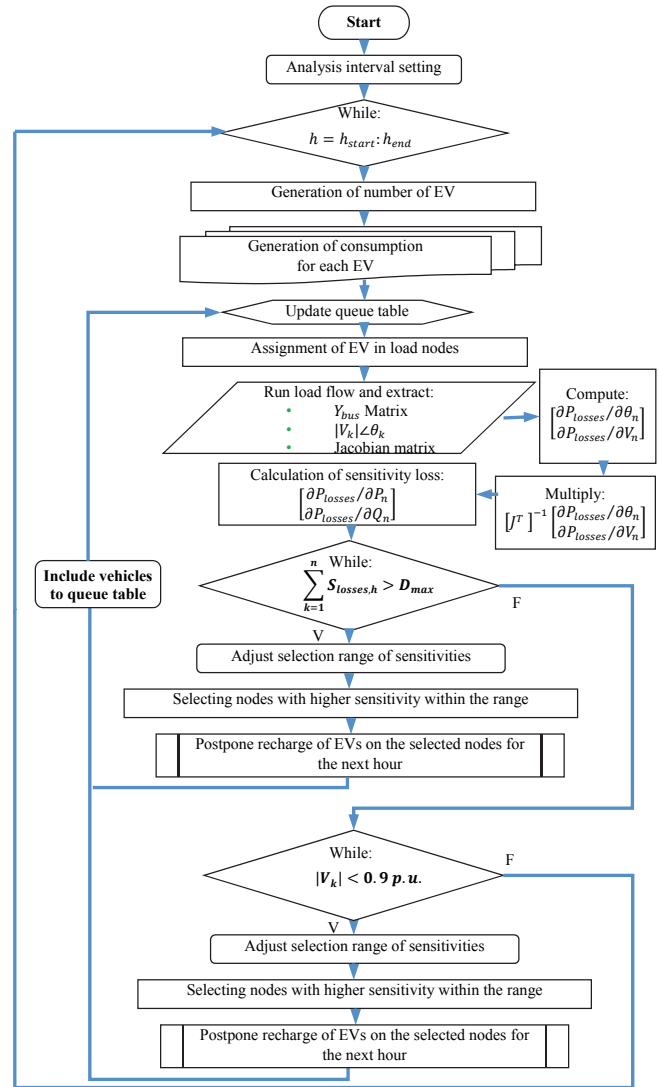 Start
Analysis interval setting
While:
h = h_start: h_end
Generation of number of EV
Generation of consumption
for each EV
Update queue table
Assignment of EV in load nodes
Run load flow and extract:
• Y_bus Matrix
• |V_k|∠θ_k
• Jacobian matrix
Compute:
[∂P_losses/∂θ_n]
[∂P_losses/∂V_n]
Multiply:
[J^T]^-1 [∂P_losses/∂θ_n]
[∂P_losses/∂V_n]
Calculation of sensitivity loss:
[∂P_losses/∂P_n]
[∂P_losses/∂Q_n]
Include vehicles
to queue table
While:
n
∑ S_losses,h > D_max
k=1
F
V
Adjust selection range of sensitivities
Selecting nodes with higher sensitivity within the range
Postpone recharge of EVs on the selected nodes for
the next hour
While:
|V_k| < 0.9 p.u.
F
V
Adjust selection range of sensitivities
Selecting nodes with higher sensitivity within the range
Postpone recharge of EVs on the selected nodes for
the next hour